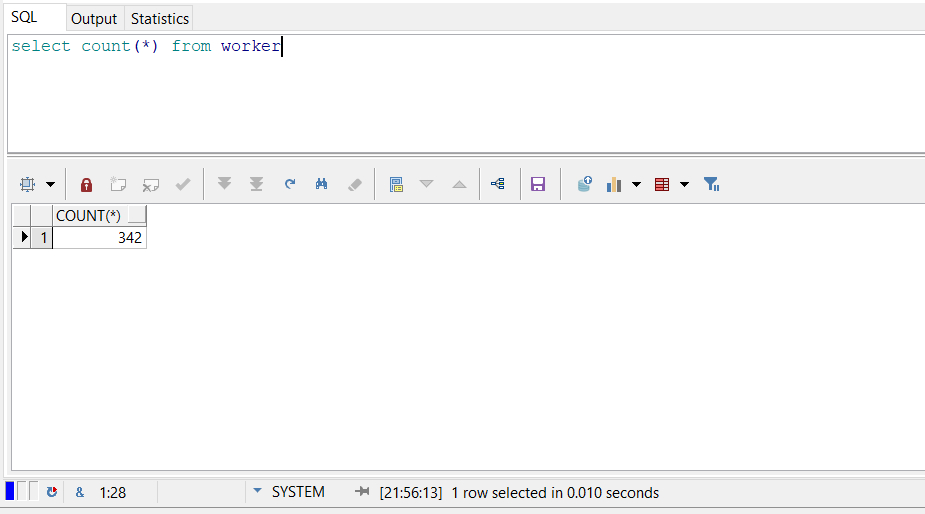 SQL Output Statistics
select count(*) from worker
COUNT(*)
1 342
& 1:28 SYSTEM [21:56:13] 1 row selected in 0.010 seconds